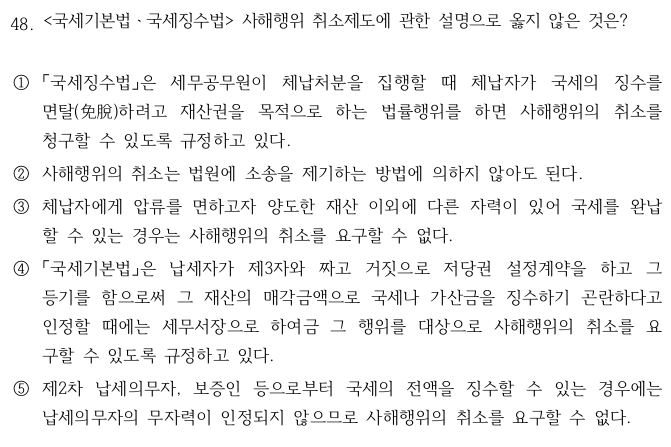 48. <국세기본법·국세징수법> 사해행위 취소제도에 관한 설명으로 옳지 않은 것은?
① 「국세징수법」은 세무공무원이 체납처분을 집행할 때 체납자가 국세의 징수를
면탈(免脫)하려고 재산권을 목적으로 하는 법률행위를 하면 사해행위의 취소를
청구할 수 있도록 규정하고 있다.
② 사해행위의 취소는 법원에 소송을 제기하는 방법에 의하지 않아도 된다.
③ 체납자에게 압류를 면하고자 양도한 재산 이외에 다른 자력이 있어 국세를 완납
할 수 있는 경우는 사해행위의 취소를 요구할 수 없다.
④ 「국세기본법」은 납세자가 제3자와 짜고 거짓으로 저당권 설정계약을 하고 그
등기를 함으로써 그 재산의 매각금액으로 국세나 가산금을 징수하기 곤란하다고
인정할 때에는 세무서장으로 하여금 그 행위를 대상으로 사해행위의 취소를 요
구할 수 있도록 규정하고 있다.
⑤ 제2차 납세의무자, 보증인 등으로부터 국세의 전액을 징수할 수 있는 경우에는
납세의무자의 무자력이 인정되지 않으므로 사해행위의 취소를 요구할 수 없다.